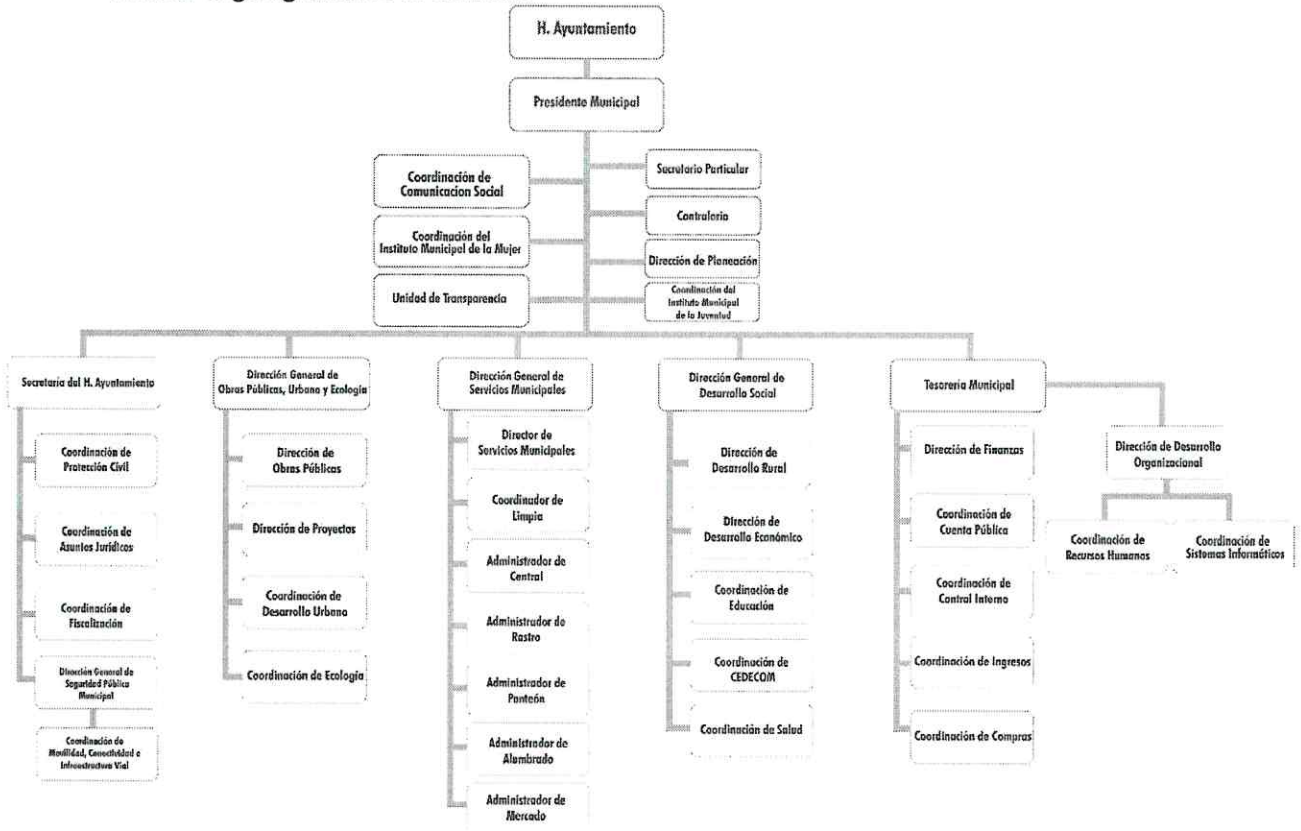 H. Ayuntamiento
Presidente Municipal
Coordinación de
Comunicacion Social
Secretario Particular
Contraloría
Coordinación del
Instituto Municipal de la Mujer
Dirección de Planeación
Unidad de Transparencia
Coordinación del
Instituto Municipal
de la Juventud
Secretaría del H. Ayuntamiento
Dirección General de
Obras Públicas, Urbano y Ecología
Dirección General de
Servicios Municipales
Dirección General de
Desarrollo Social
Tesorería Municipal
Coordinación de
Protección Civil
Coordinación de
Asuntos Jurídicos
Coordinación de
Fiscalización
Dirección General de
Seguridad Pública
Municipal
Coordinación de
Movilidad, Conectividad e
Infraestructura Vial
Dirección de
Obras Públicas
Dirección de Proyectos
Coordinación de
Desarrollo Urbano
Coordinación de Ecología
Director de
Servicios Municipales
Coordinador de
Limpia
Administrador de
Central
Administrador de
Rastro
Administrador de
Panteón
Administrador de
Alumbrado
Administrador de
Mercado
Dirección de
Desarrollo Rural
Dirección de
Desarrollo Económico
Coordinación de
Educación
Coordinación de
CEDECOM
Coordinación de Salud
Dirección de Finanzas
Coordinación de
Cuenta Pública
Coordinación de
Control Interno
Coordinación de Ingresos
Coordinación de Compras
Dirección de Desarrollo
Organizacional
Coordinación de
Recursos Humanos
Coordinación de
Sistemas Informáticos